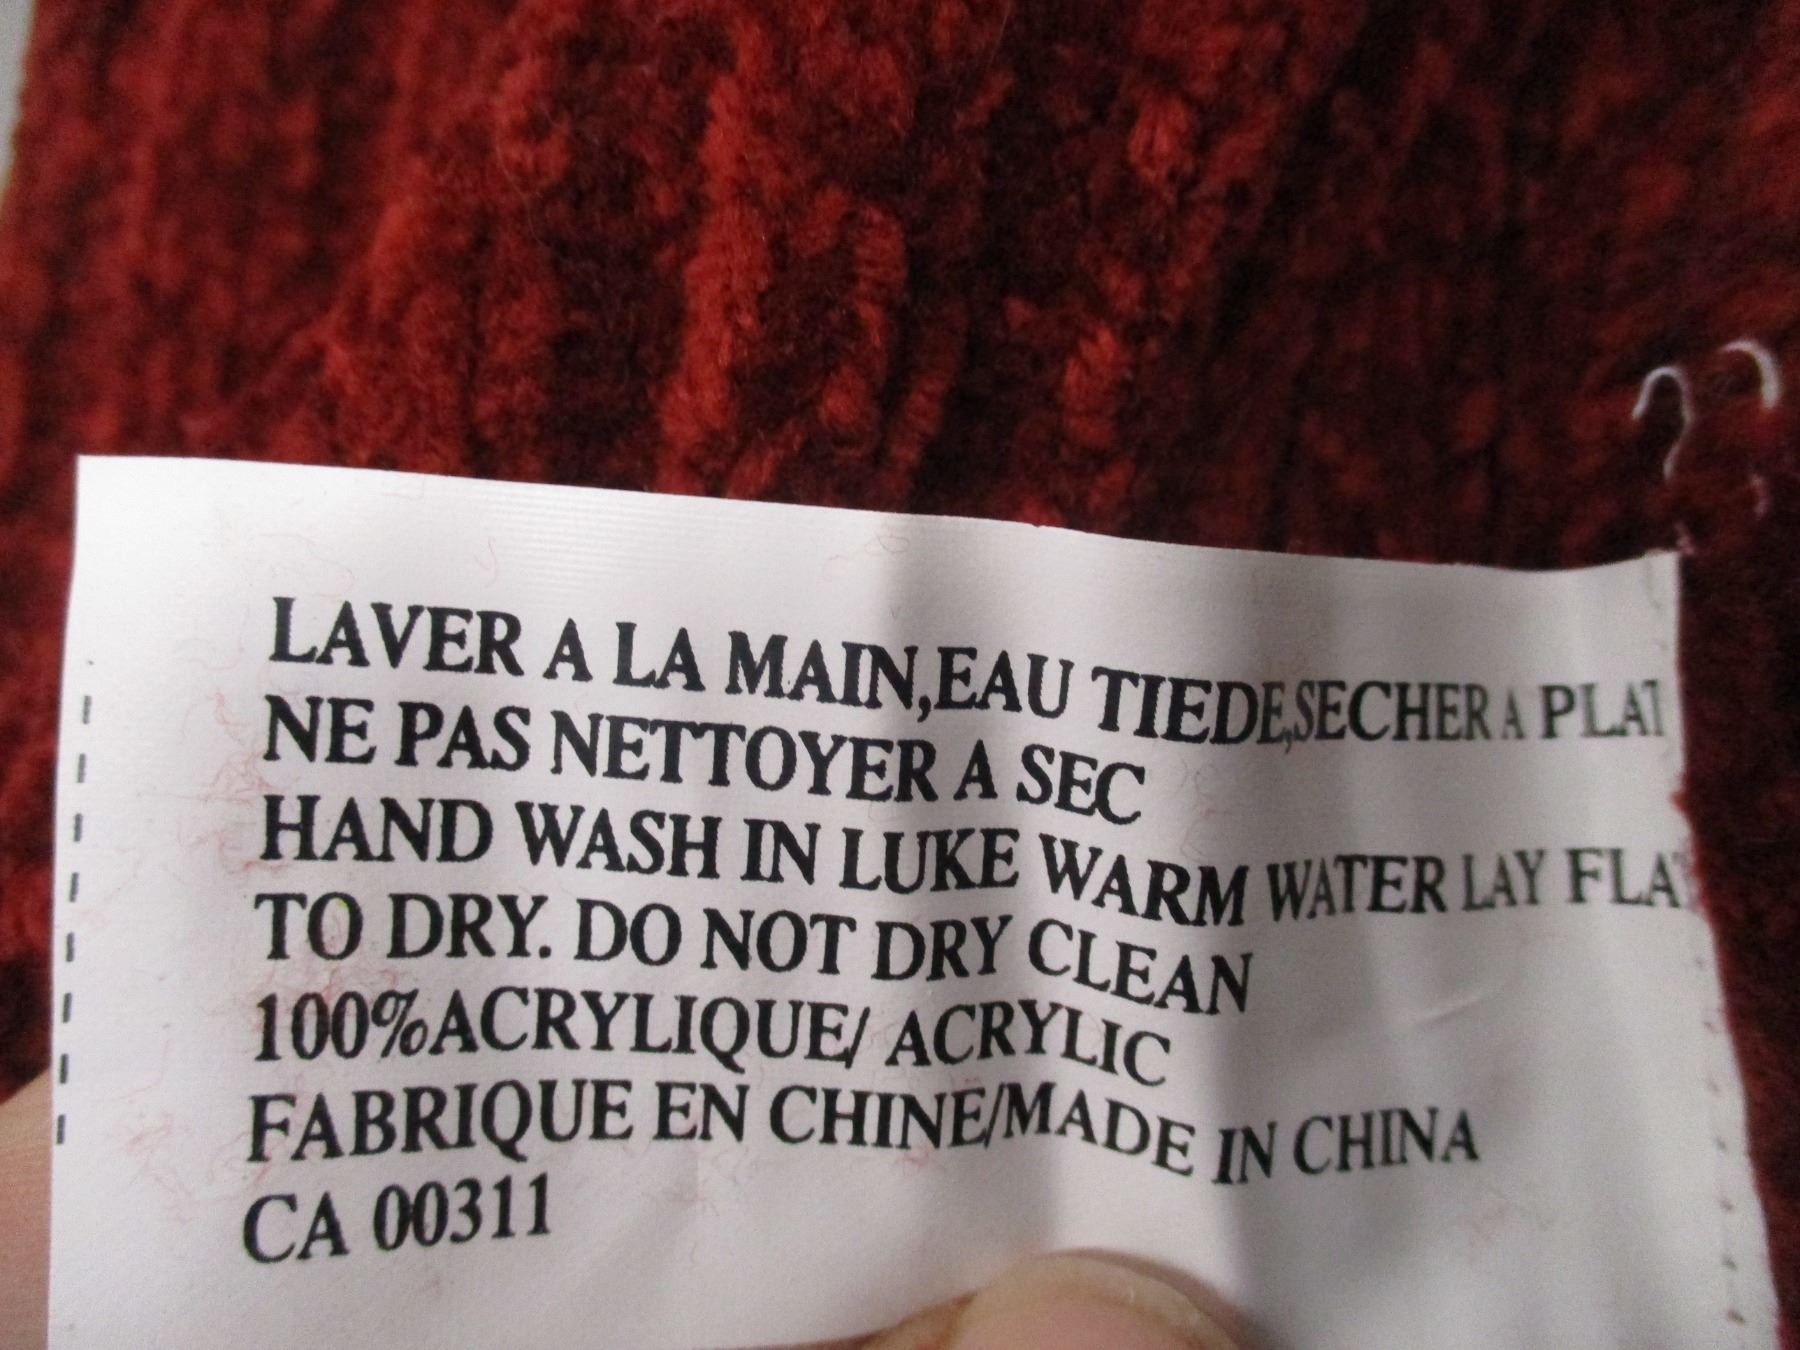 LAVER A LA MAIN,EAU TIEDE,SECHER A PLAT
NE PAS NETTOYER A SEC
HAND WASH IN LUKE WARM WATER LAY FLAT
TO DRY. DO NOT DRY CLEAN
100%ACRYLIQUE/ ACRYLIC
FABRIQUE EN CHINE/MADE IN CHINA
CA 00311